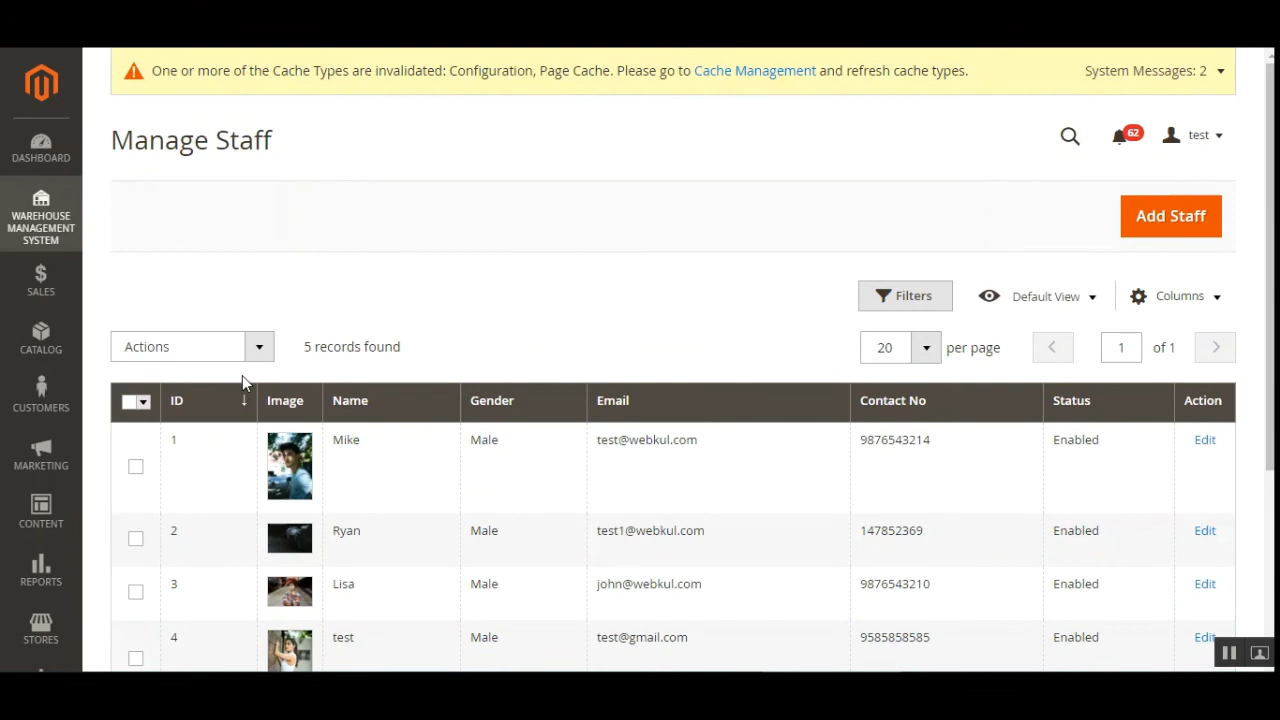 One or more of the Cache Types are invalidated: Configuration, Page Cache. Please go to Cache Management and refresh cache types. System Messages: 2
Manage Staff 62 test
DASHBOARD
WAREHOUSE
MANAGEMENT
SYSTEM
SALES
CATALOG
CUSTOMERS
MARKETING
CONTENT
REPORTS
STORES
Add Staff
Filters Default View Columns
Actions 5 records found 20 per page 1 of 1
ID ↓ Image Name Gender Email Contact No Status Action
1 Mike Male test@webkul.com 9876543214 Enabled Edit
2 Ryan Male test1@webkul.com 147852369 Enabled Edit
3 Lisa Male john@webkul.com 9876543210 Enabled Edit
4 test Male test@gmail.com 9585858585 Enabled Edit